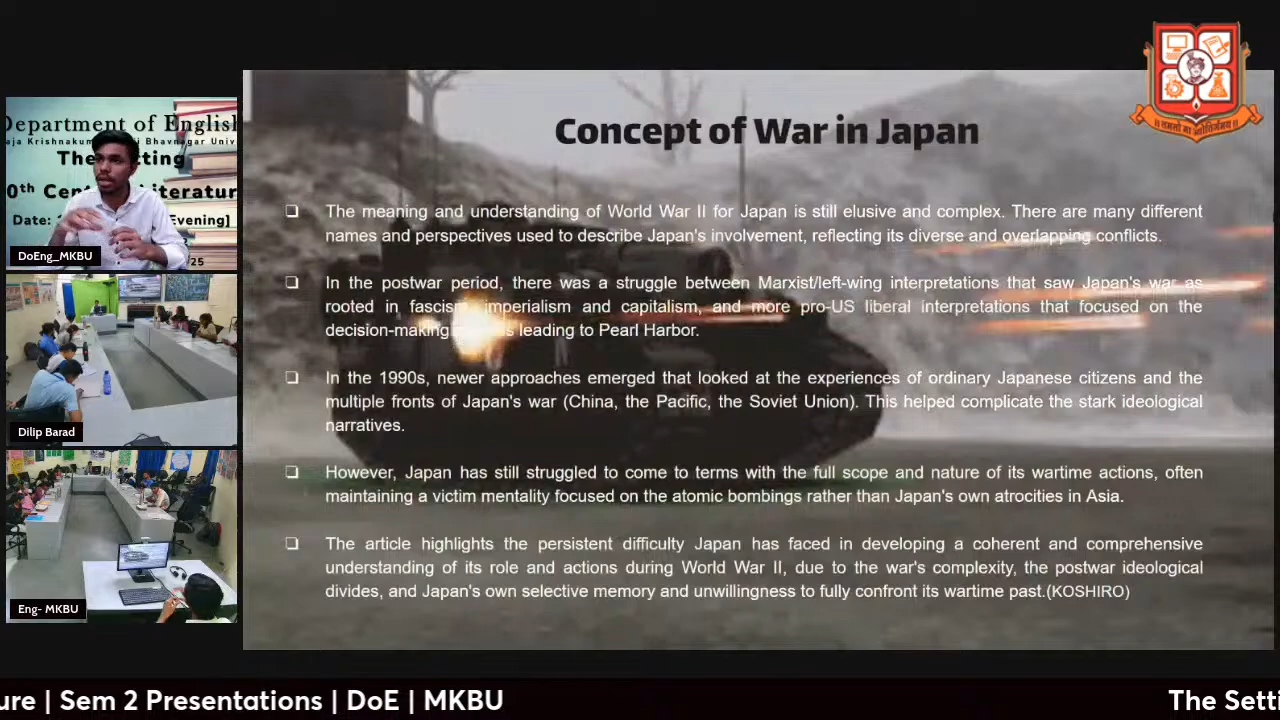 Department of English
The
tting
Century Literatur
Date:
Evening]
DoEng_MKBU
Dilip Barad
Eng- MKBU
Concept of War in Japan
❏ The meaning and understanding of World War II for Japan is still elusive and complex. There are many different
names and perspectives used to describe Japan's involvement, reflecting its diverse and overlapping conflicts.
❏ In the postwar period, there was a struggle between Marxist/left-wing interpretations that saw Japan's war as
rooted in fascism, imperialism and capitalism, and more pro-US liberal interpretations that focused on the
decision-making leading to Pearl Harbor.
❏ In the 1990s, newer approaches emerged that looked at the experiences of ordinary Japanese citizens and the
multiple fronts of Japan's war (China, the Pacific, the Soviet Union). This helped complicate the stark ideological
narratives.
❏ However, Japan has still struggled to come to terms with the full scope and nature of its wartime actions, often
maintaining a victim mentality focused on the atomic bombings rather than Japan's own atrocities in Asia.
❏ The article highlights the persistent difficulty Japan has faced in developing a coherent and comprehensive
understanding of its role and actions during World War II, due to the war's complexity, the postwar ideological
divides, and Japan's own selective memory and unwillingness to fully confront its wartime past.(KOSHIRO)
|| तमसो मा ज्योतिर्गमय ||
ure | Sem 2 Presentations | DoE | MKBU
The Setti